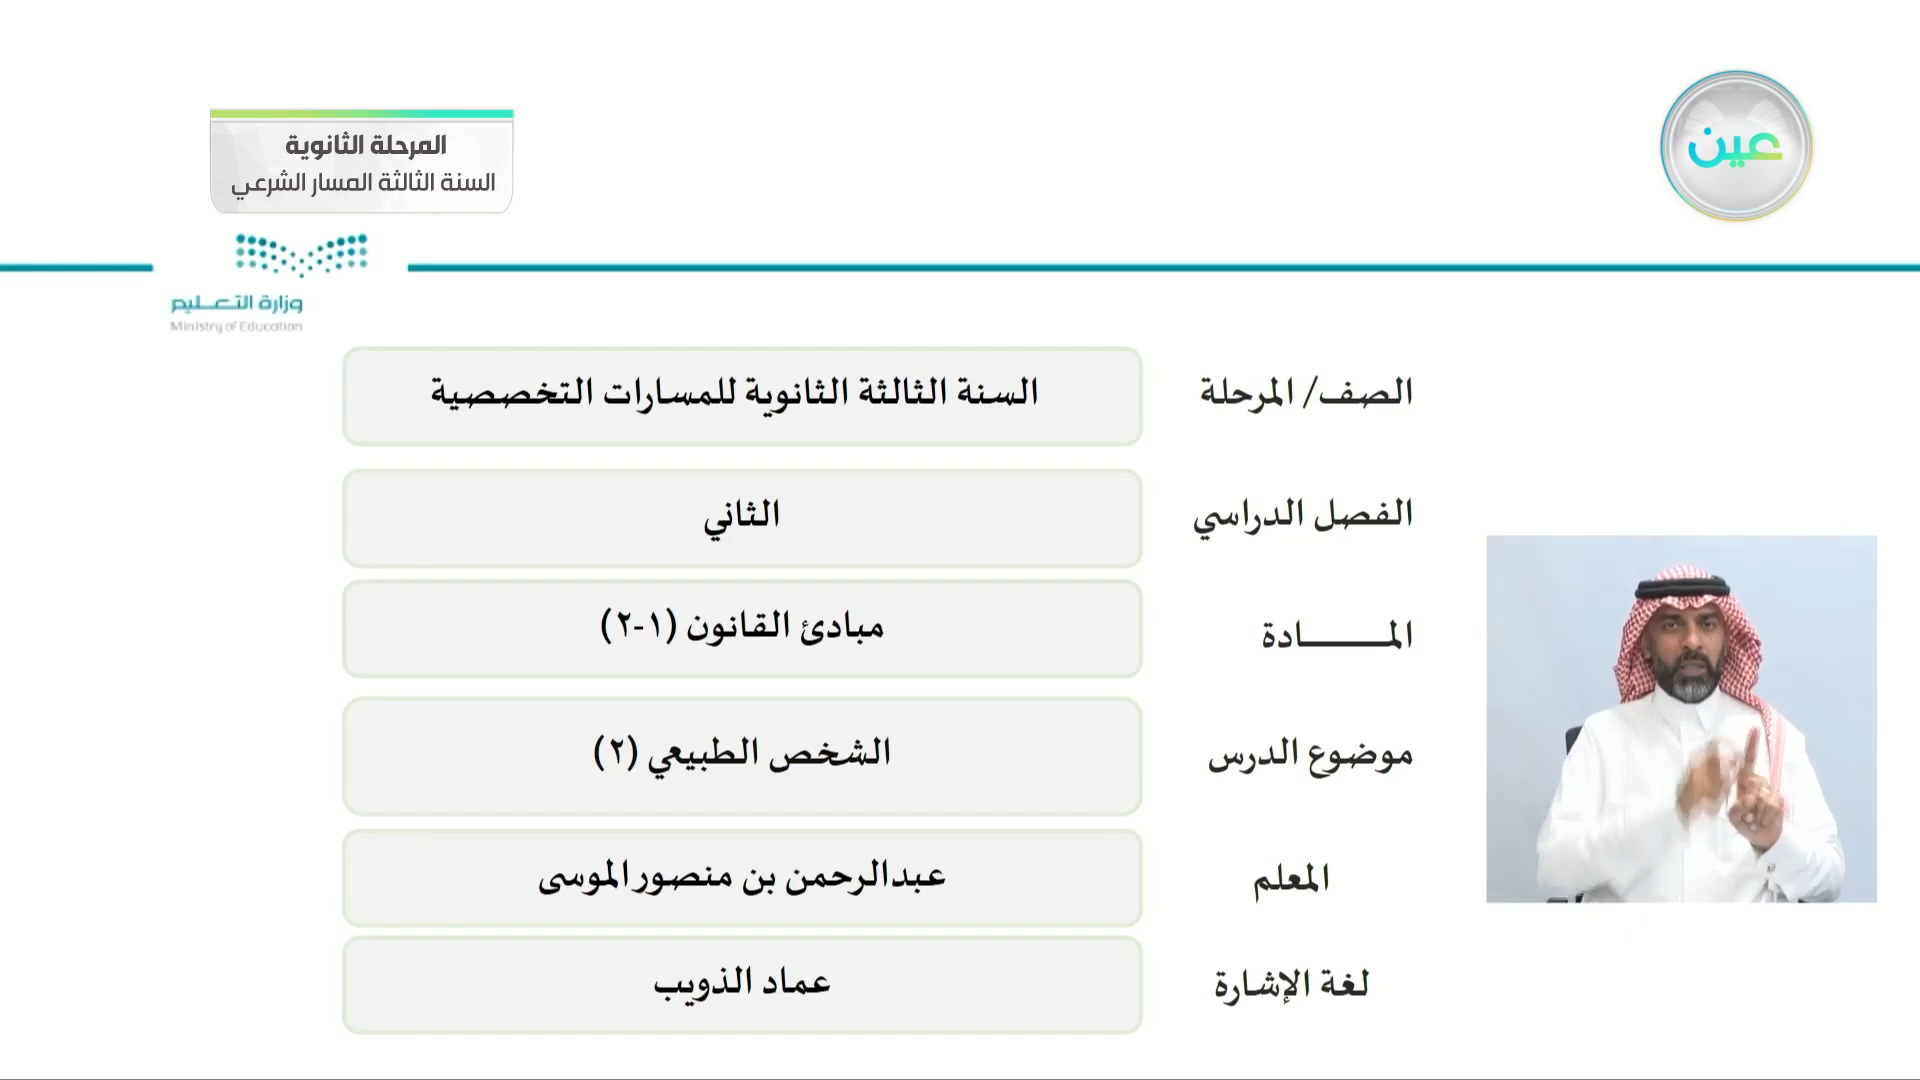 المرحلة الثانوية
السنة الثالثة المسار الشرعي
عين
وزارة التعليم
Ministry of Education
الصف/ المرحلة
السنة الثالثة الثانوية للمسارات التخصصية
الفصل الدراسي
الثاني
المـــــــــادة
مبادئ القانون (١-٢)
موضوع الدرس
الشخص الطبيعي (٢)
المعلم
عبدالرحمن بن منصور الموسى
لغة الإشارة
عماد الذويب